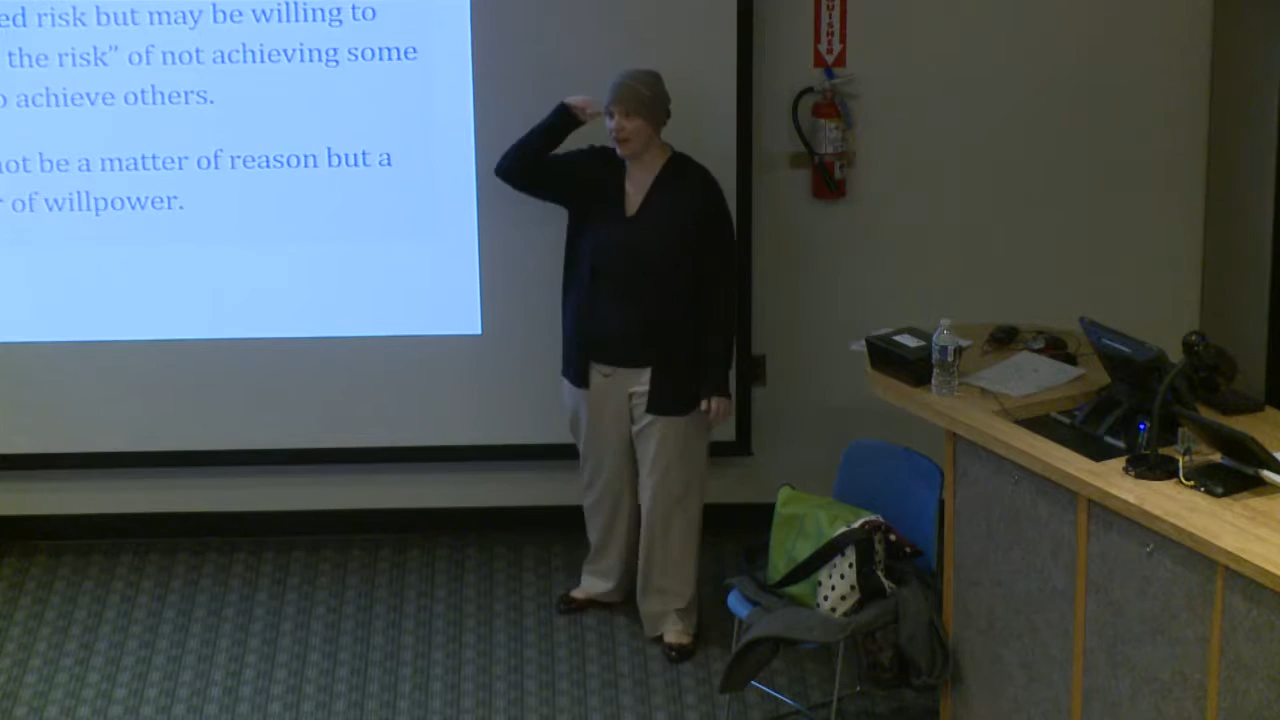 ed risk but may be willing to
the risk” of not achieving some
o achieve others.
not be a matter of reason but a
r of willpower.
UISHER